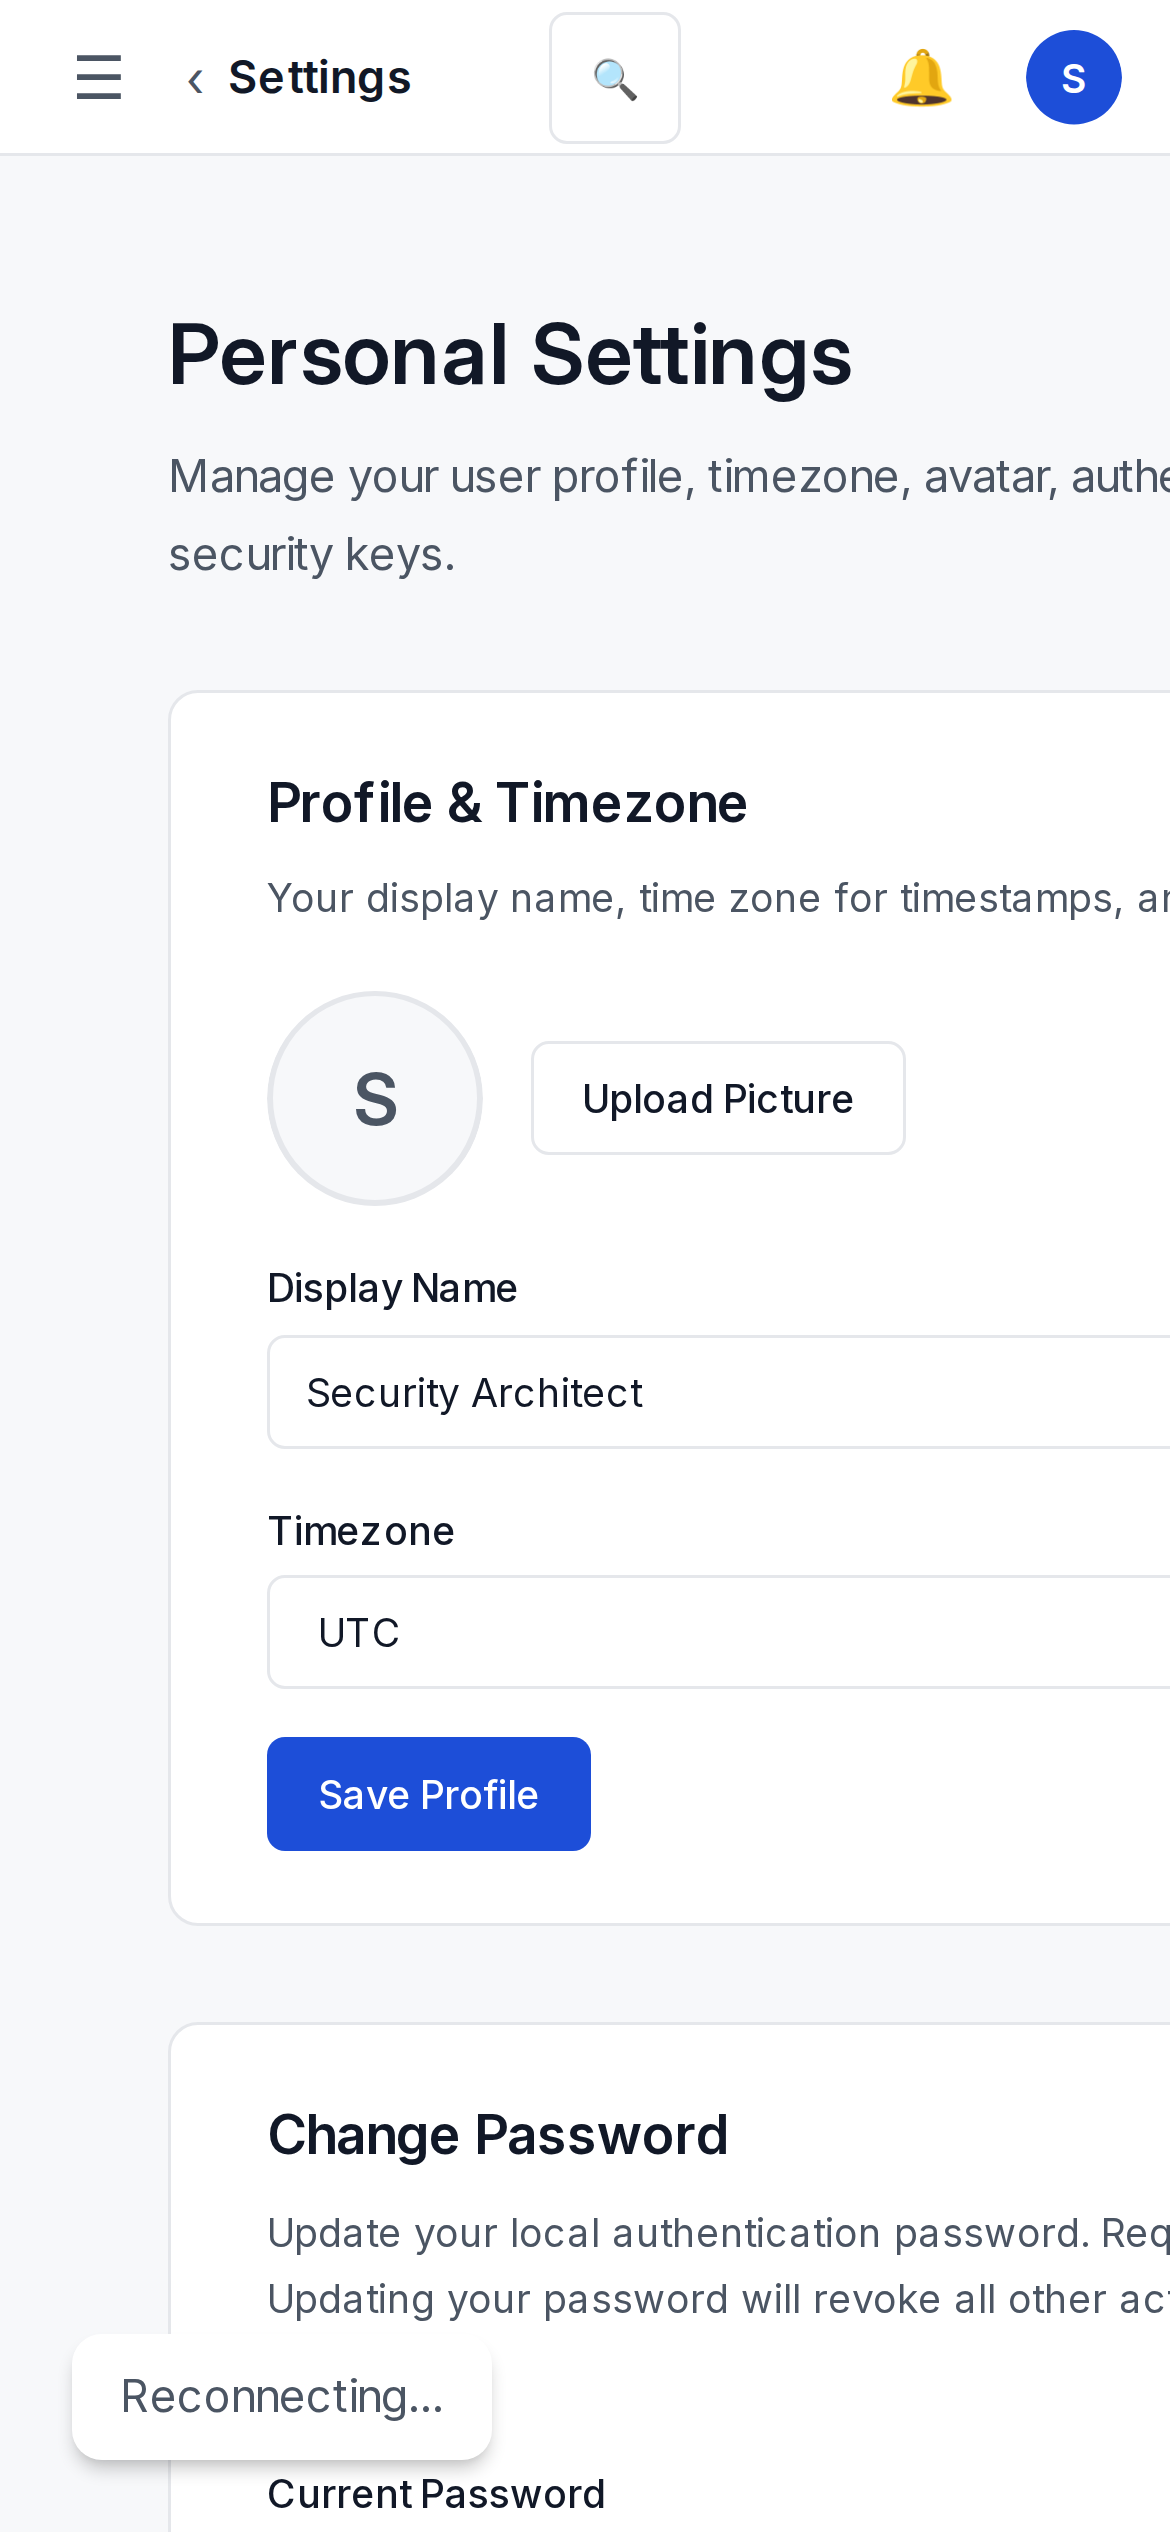 Settings
S
Personal Settings
Manage your user profile, timezone, avatar,
security keys.
Profile & Timezone
Your display name, time zone for timestamps,
S
Upload Picture
Display Name
Security Architect
Timezone
UTC
Save Profile
Change Password
Update your local authentication password.
Updating your password will revoke all other
Reconnecting...
Current Password